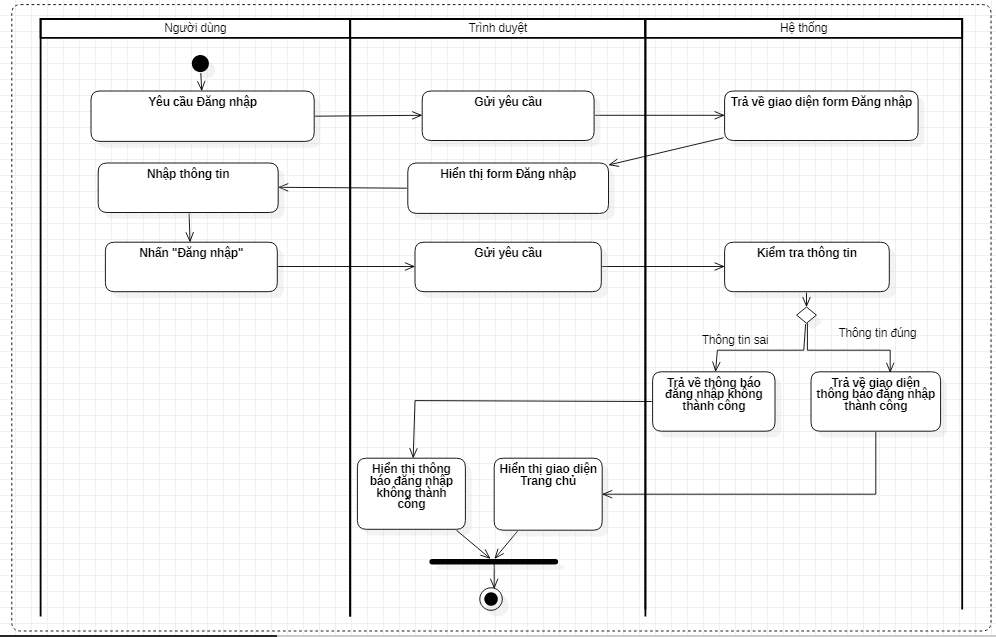 Người dùng
Trình duyệt
Hệ thống
Yêu cầu Đăng nhập
Gửi yêu cầu
Trả về giao diện form Đăng nhập
Nhập thông tin
Hiển thị form Đăng nhập
Nhấn "Đăng nhập"
Gửi yêu cầu
Kiểm tra thông tin
Thông tin sai
Thông tin đúng
Trả về thông báo
đăng nhập không
thành công
Trả về giao diện
thông báo đăng nhập
thành công
Hiển thị thông
báo đăng nhập
không thành
công
Hiển thị giao diện
Trang chủ